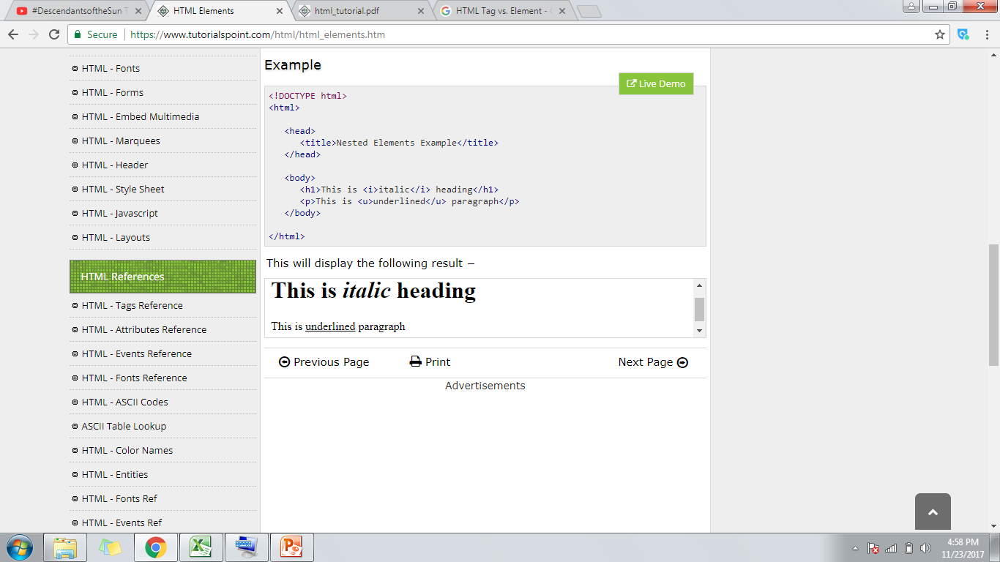 #DescendantsoftheSun
HTML Elements
html_tutorial.pdf
HTML Tag vs. Element -
Secure
https://www.tutorialspoint.com/html/html_elements.htm
HTML - Fonts
HTML - Forms
HTML - Embed Multimedia
HTML - Marquees
HTML - Header
HTML - Style Sheet
HTML - Javascript
HTML - Layouts
HTML References
HTML - Tags Reference
HTML - Attributes Reference
HTML - Events Reference
HTML - Fonts Reference
HTML - ASCII Codes
ASCII Table Lookup
HTML - Color Names
HTML - Entities
HTML - Fonts Ref
HTML - Events Ref
Example
Live Demo
<!DOCTYPE html>
<html>
<head>
<title>Nested Elements Example</title>
</head>
<body>
<h1>This is <i>italic</i> heading</h1>
<p>This is <u>underlined</u> paragraph</p>
</body>
</html>
This will display the following result −
This is italic heading
This is underlined paragraph
Previous Page
Print
Next Page
Advertisements
4:58 PM
11/23/2017